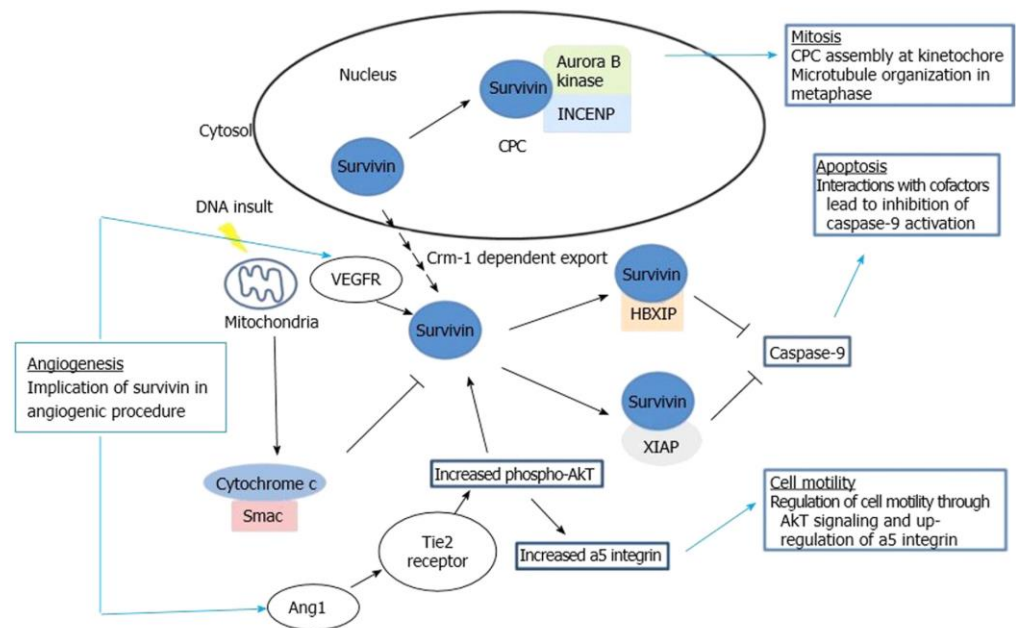 Nucleus
Cytosol
Survivin
Aurora B
kinase
INCENP
CPC
Survivin
Mitosis
CPC assembly at kinetochore
Microtubule organization in
metaphase
Apoptosis
Interactions with cofactors
lead to inhibition of
caspase-9 activation
DNA insult
Mitochondria
VEGFR
Crm-1 dependent export
Survivin
Survivin
HBXIP
Survivin
XIAP
Caspase-9
Angiogenesis
Implication of survivin in
angiogenic procedure
Cytochrome c
Smac
Increased phospho-AkT
Tie2
receptor
Ang1
Increased a5 integrin
Cell motility
Regulation of cell motility through
AkT signaling and up-
regulation of a5 integrin